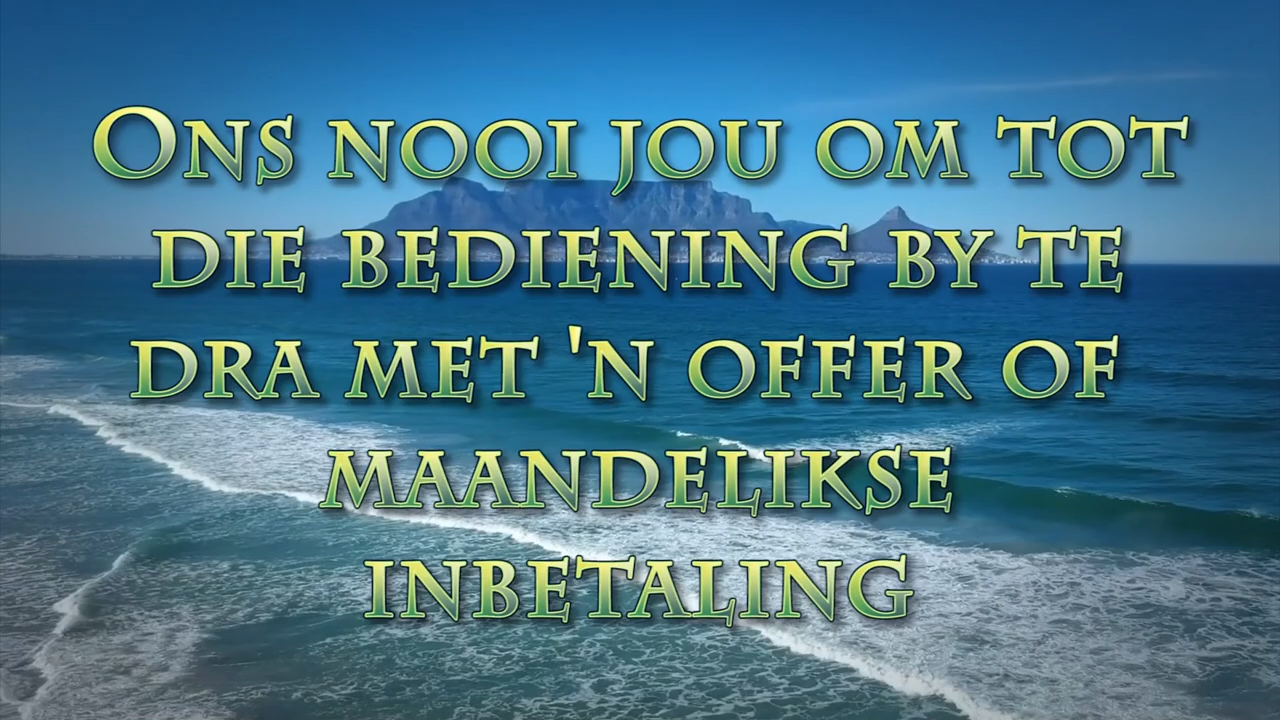 Ons nooi jou om tot
die bediening by te
dra met 'n offer of
maandelikse
inbetaling